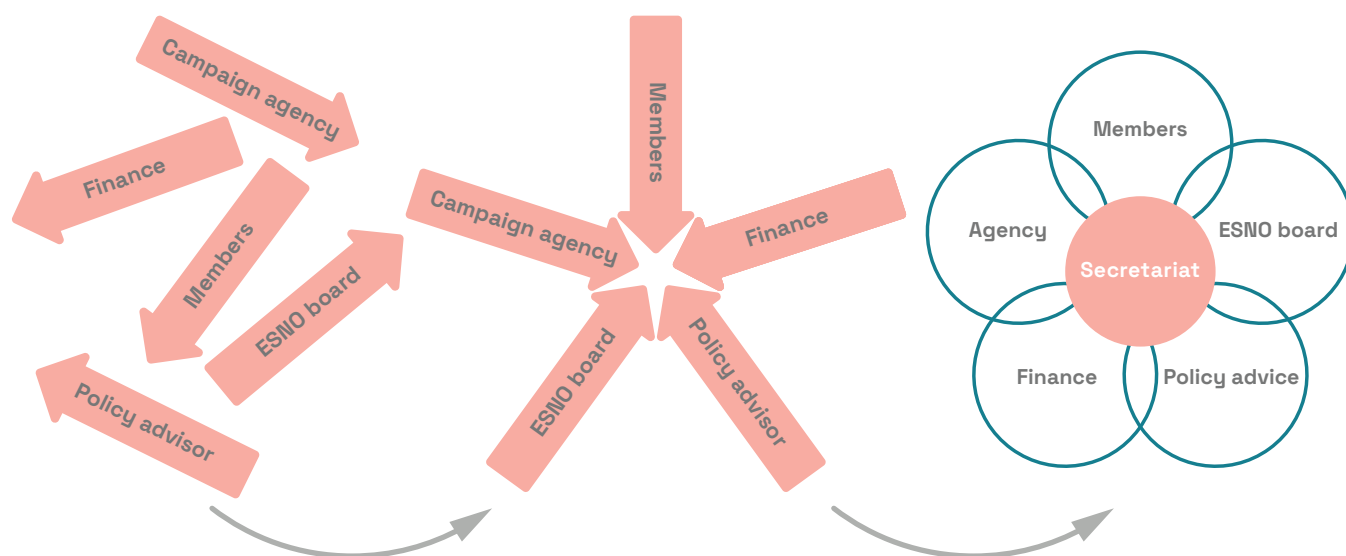 Campaign agency
Finance
Members
ESNO board
Policy advisor
Members
Campaign agency
Finance
ESNO board
Policy advisor
Members
Agency
ESNO board
Secretariat
Finance
Policy advice